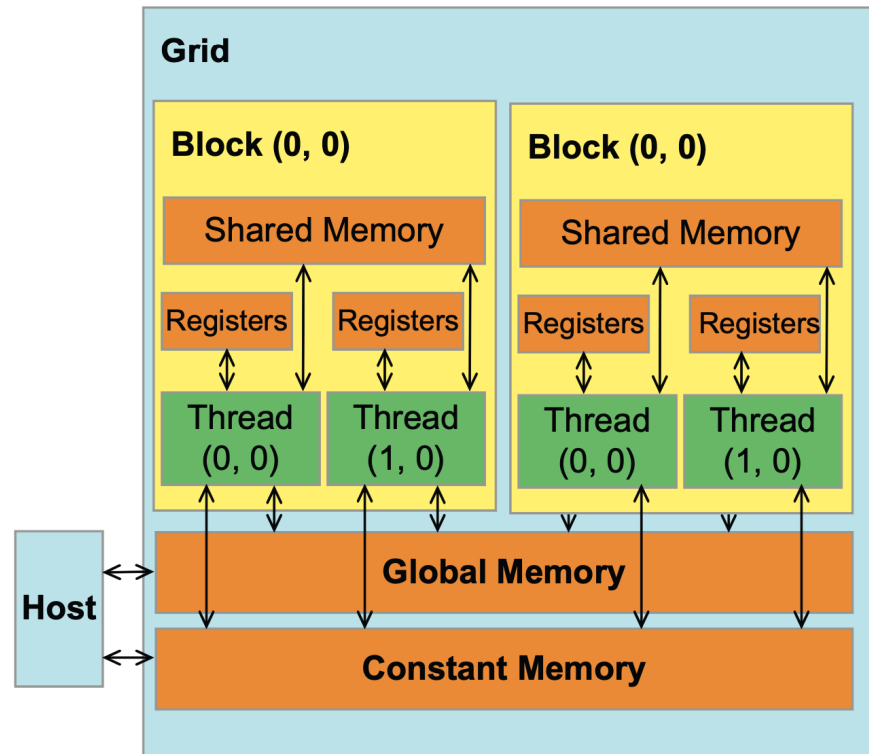 Grid
Block (0, 0)
Shared Memory
Registers
Registers
Thread
(0, 0)
Thread
(1, 0)
Block (0, 0)
Shared Memory
Registers
Registers
Thread
(0, 0)
Thread
(1, 0)
Host
Global Memory
Constant Memory